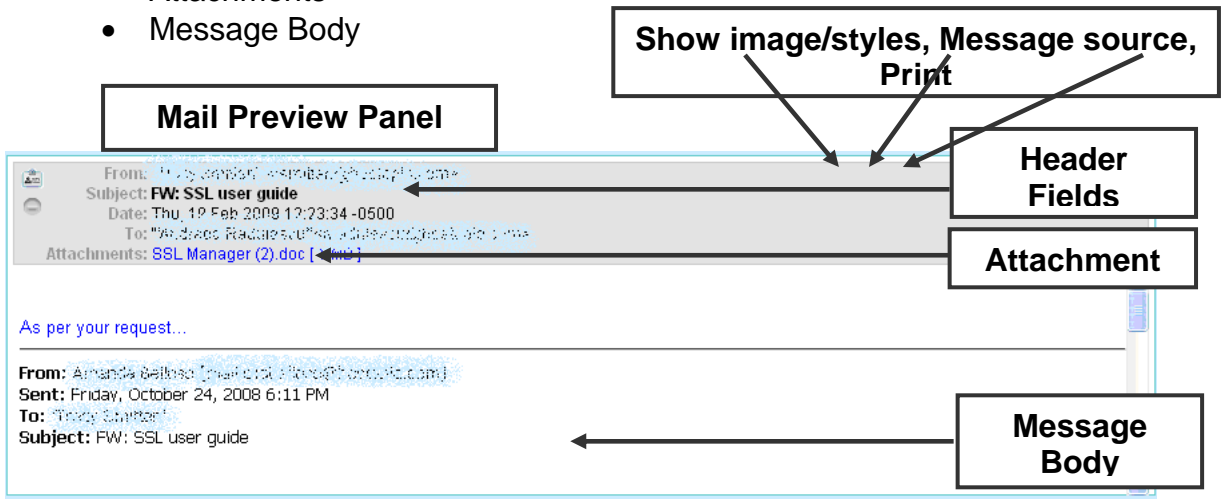 Attachments
• Message Body
Show image/styles, Message source,
Print
Mail Preview Panel
Header
Fields
From:
Subject: FW: SSL user guide
Date: Thu, 12 Feb 2009 12:23:34 -0500
To:
Attachments: SSL Manager (2).doc [
Attachment
As per your request...
From: Amanda
Sent: Friday, October 24, 2008 6:11 PM
To:
Subject: FW: SSL user guide
Message
Body